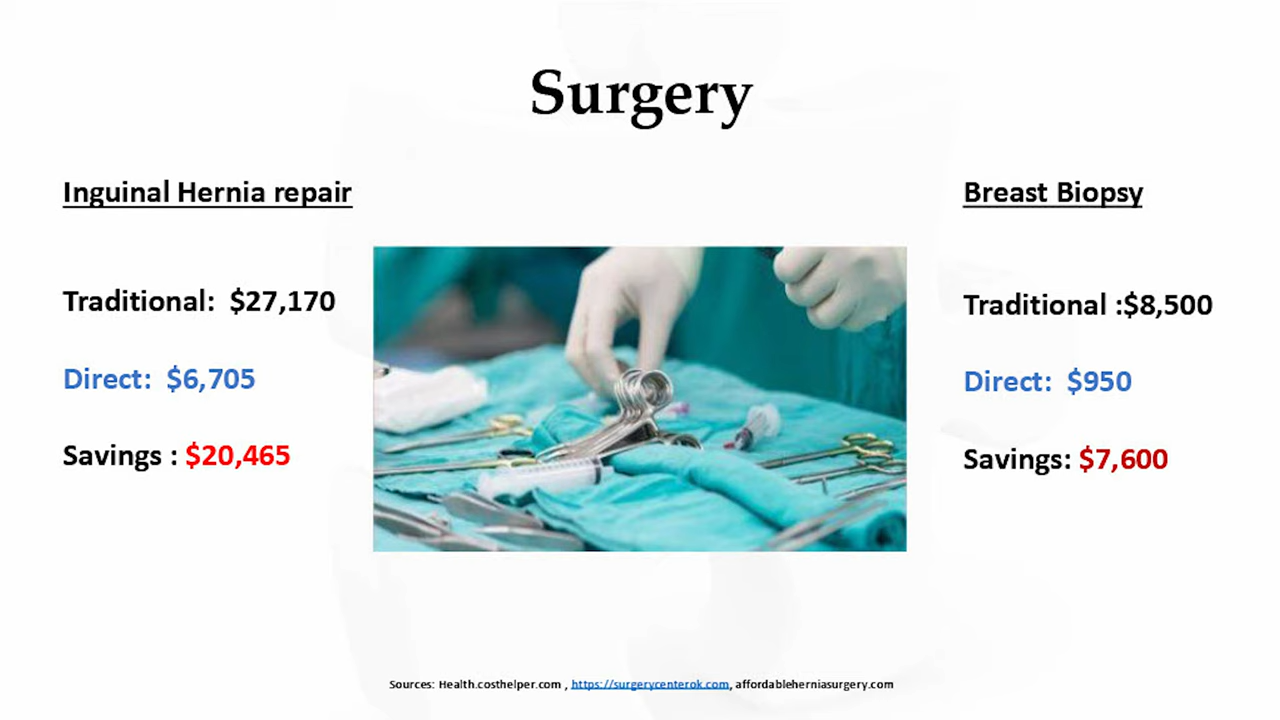 Surgery
Inguinal Hernia repair
Traditional:  $27,170
Direct:  $6,705
Savings : $20,465
Breast Biopsy
Traditional :$8,500
Direct:  $950
Savings: $7,600
Sources: Health.costhelper.com , https://surgerycenterok.com, affordableherniasurgery.com